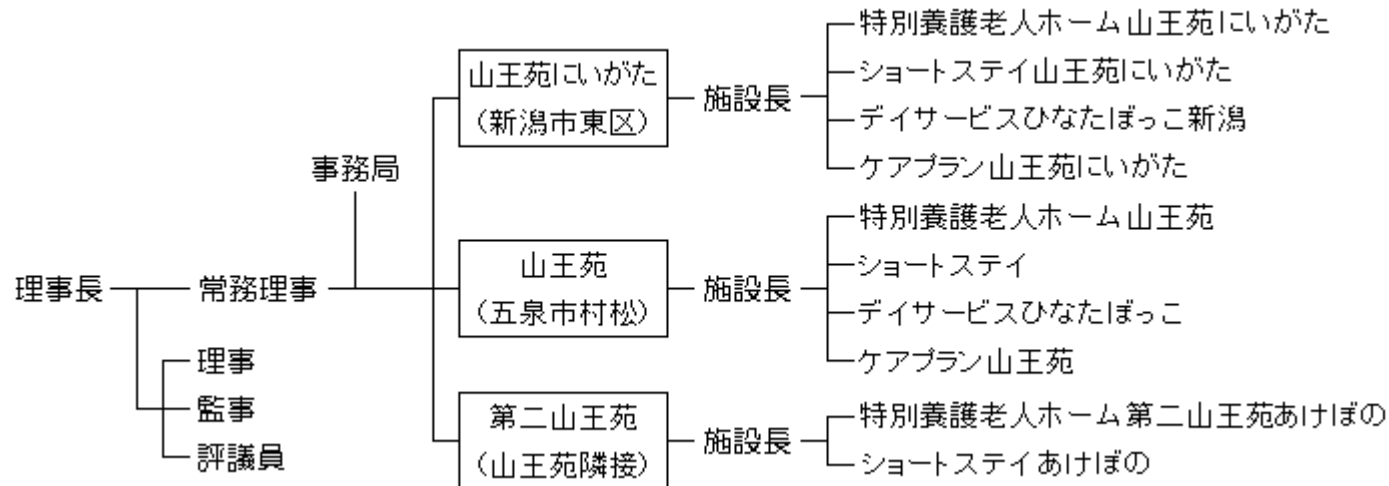 理事長
常務理事
理事
監事
評議員
事務局
山王苑にいがた
（新潟市東区）
施設長
特別養護老人ホーム山王苑にいがた
ショートステイ山王苑にいがた
デイサービスひなたぼっこ新潟
ケアプラン山王苑にいがた
山王苑
（五泉市村松）
施設長
特別養護老人ホーム山王苑
ショートステイ
デイサービスひなたぼっこ
ケアプラン山王苑
第二山王苑
（山王苑隣接）
施設長
特別養護老人ホーム第二山王苑あけぼの
ショートステイあけぼの